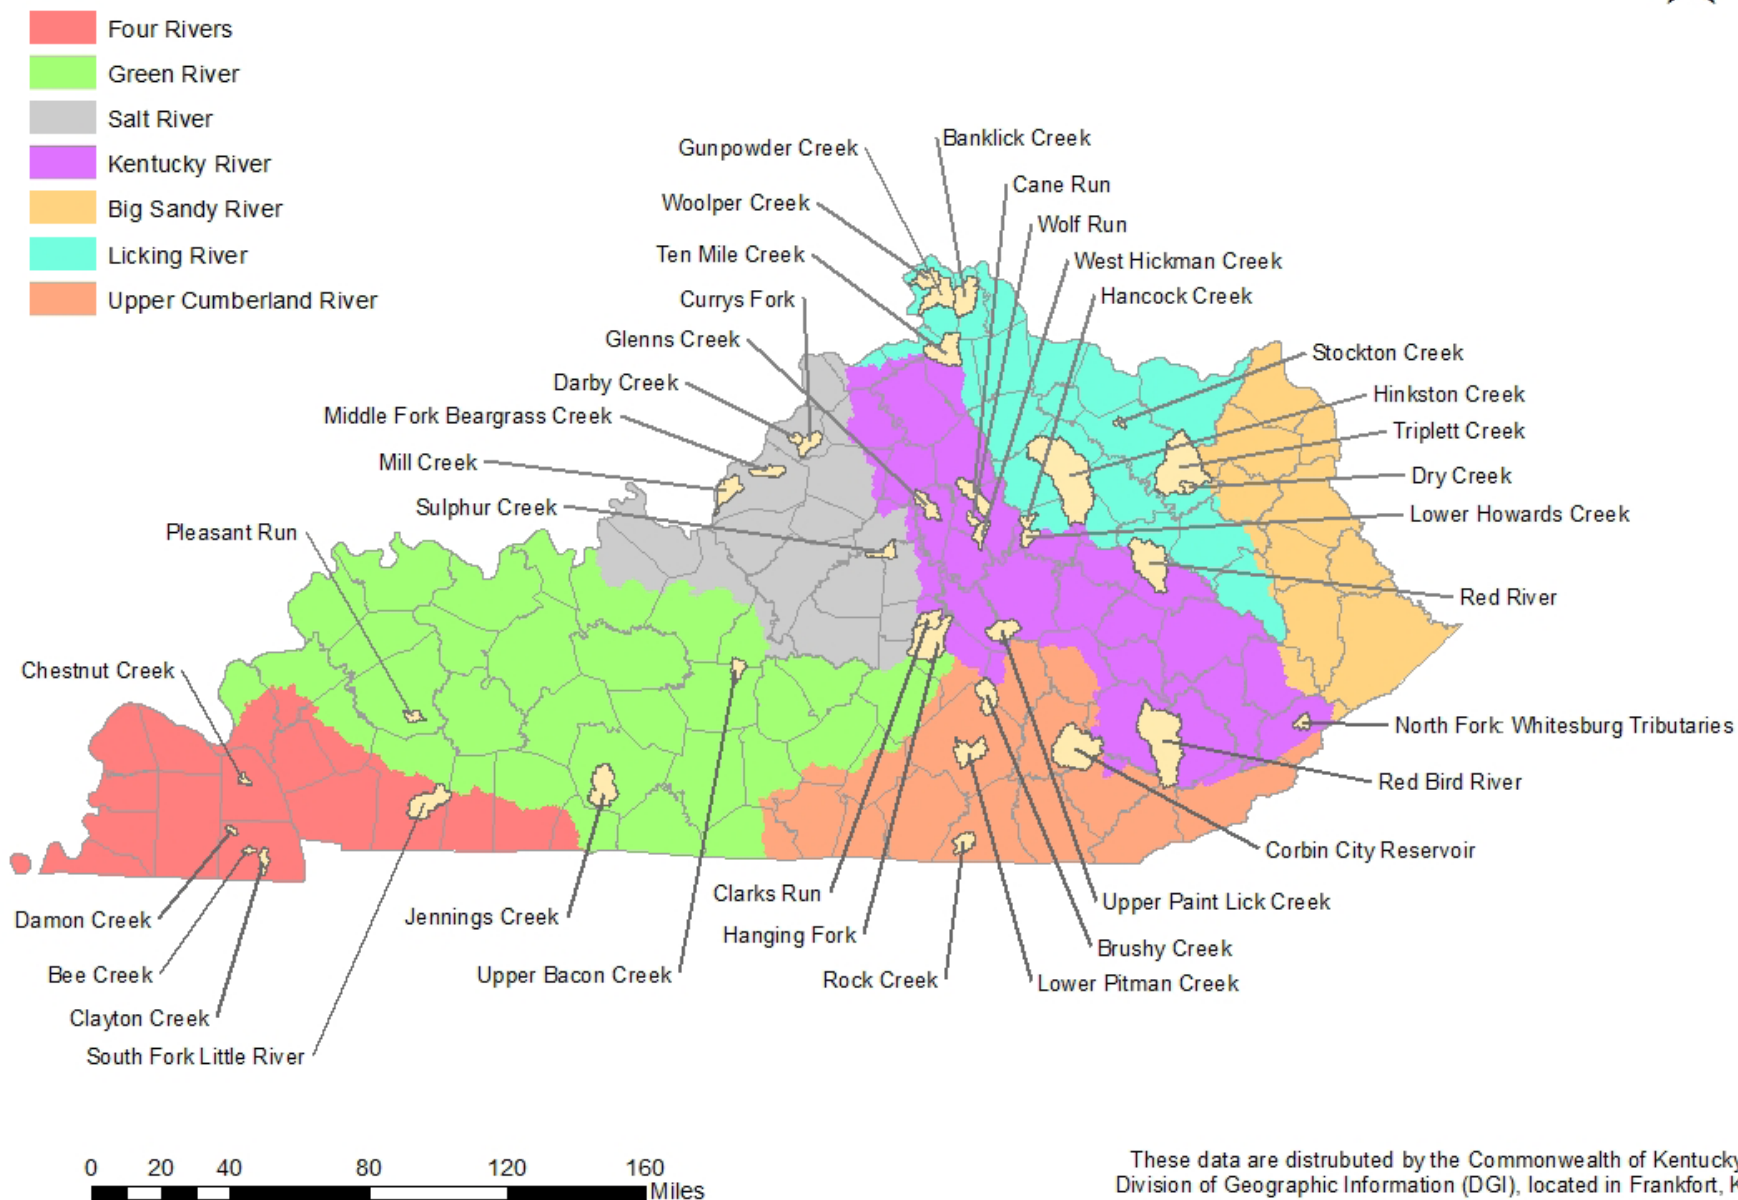 Four Rivers
Green River
Salt River
Kentucky River
Big Sandy River
Licking River
Upper Cumberland River
Gunpowder Creek
Banklick Creek
Woolper Creek
Cane Run
Ten Mile Creek
Wolf Run
Currys Fork
West Hickman Creek
Glenns Creek
Hancock Creek
Darby Creek
Stockton Creek
Middle Fork Beargrass Creek
Hinkston Creek
Mill Creek
Triplett Creek
Sulphur Creek
Dry Creek
Pleasant Run
Lower Howards Creek
Red River
Chestnut Creek
North Fork: Whitesburg Tributaries
Red Bird River
Corbin City Reservoir
Damon Creek
Jennings Creek
Clarks Run
Upper Paint Lick Creek
Bee Creek
Hanging Fork
Brushy Creek
Clayton Creek
Upper Bacon Creek
Rock Creek
Lower Pitman Creek
South Fork Little River
0 20 40 80 120 160
Miles
These data are distrubuted by the Commonwealth of Kentucky
Division of Geographic Information (DGI), located in Frankfort, K